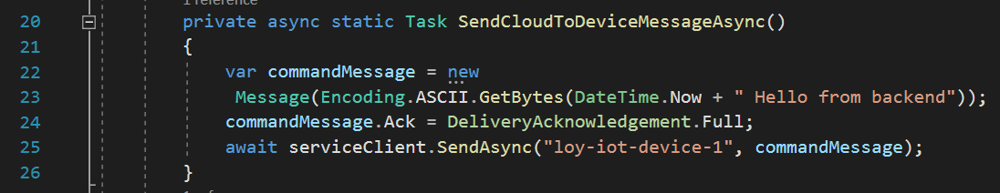 1 reference
20 private async static Task SendCloudToDeviceMessageAsync()
21 {
22 var commandMessage = new
23 Message(Encoding.ASCII.GetBytes(DateTime.Now + " Hello from backend"));
24 commandMessage.Ack = DeliveryAcknowledgement.Full;
25 await serviceClient.SendAsync("loy-iot-device-1", commandMessage);
26 }